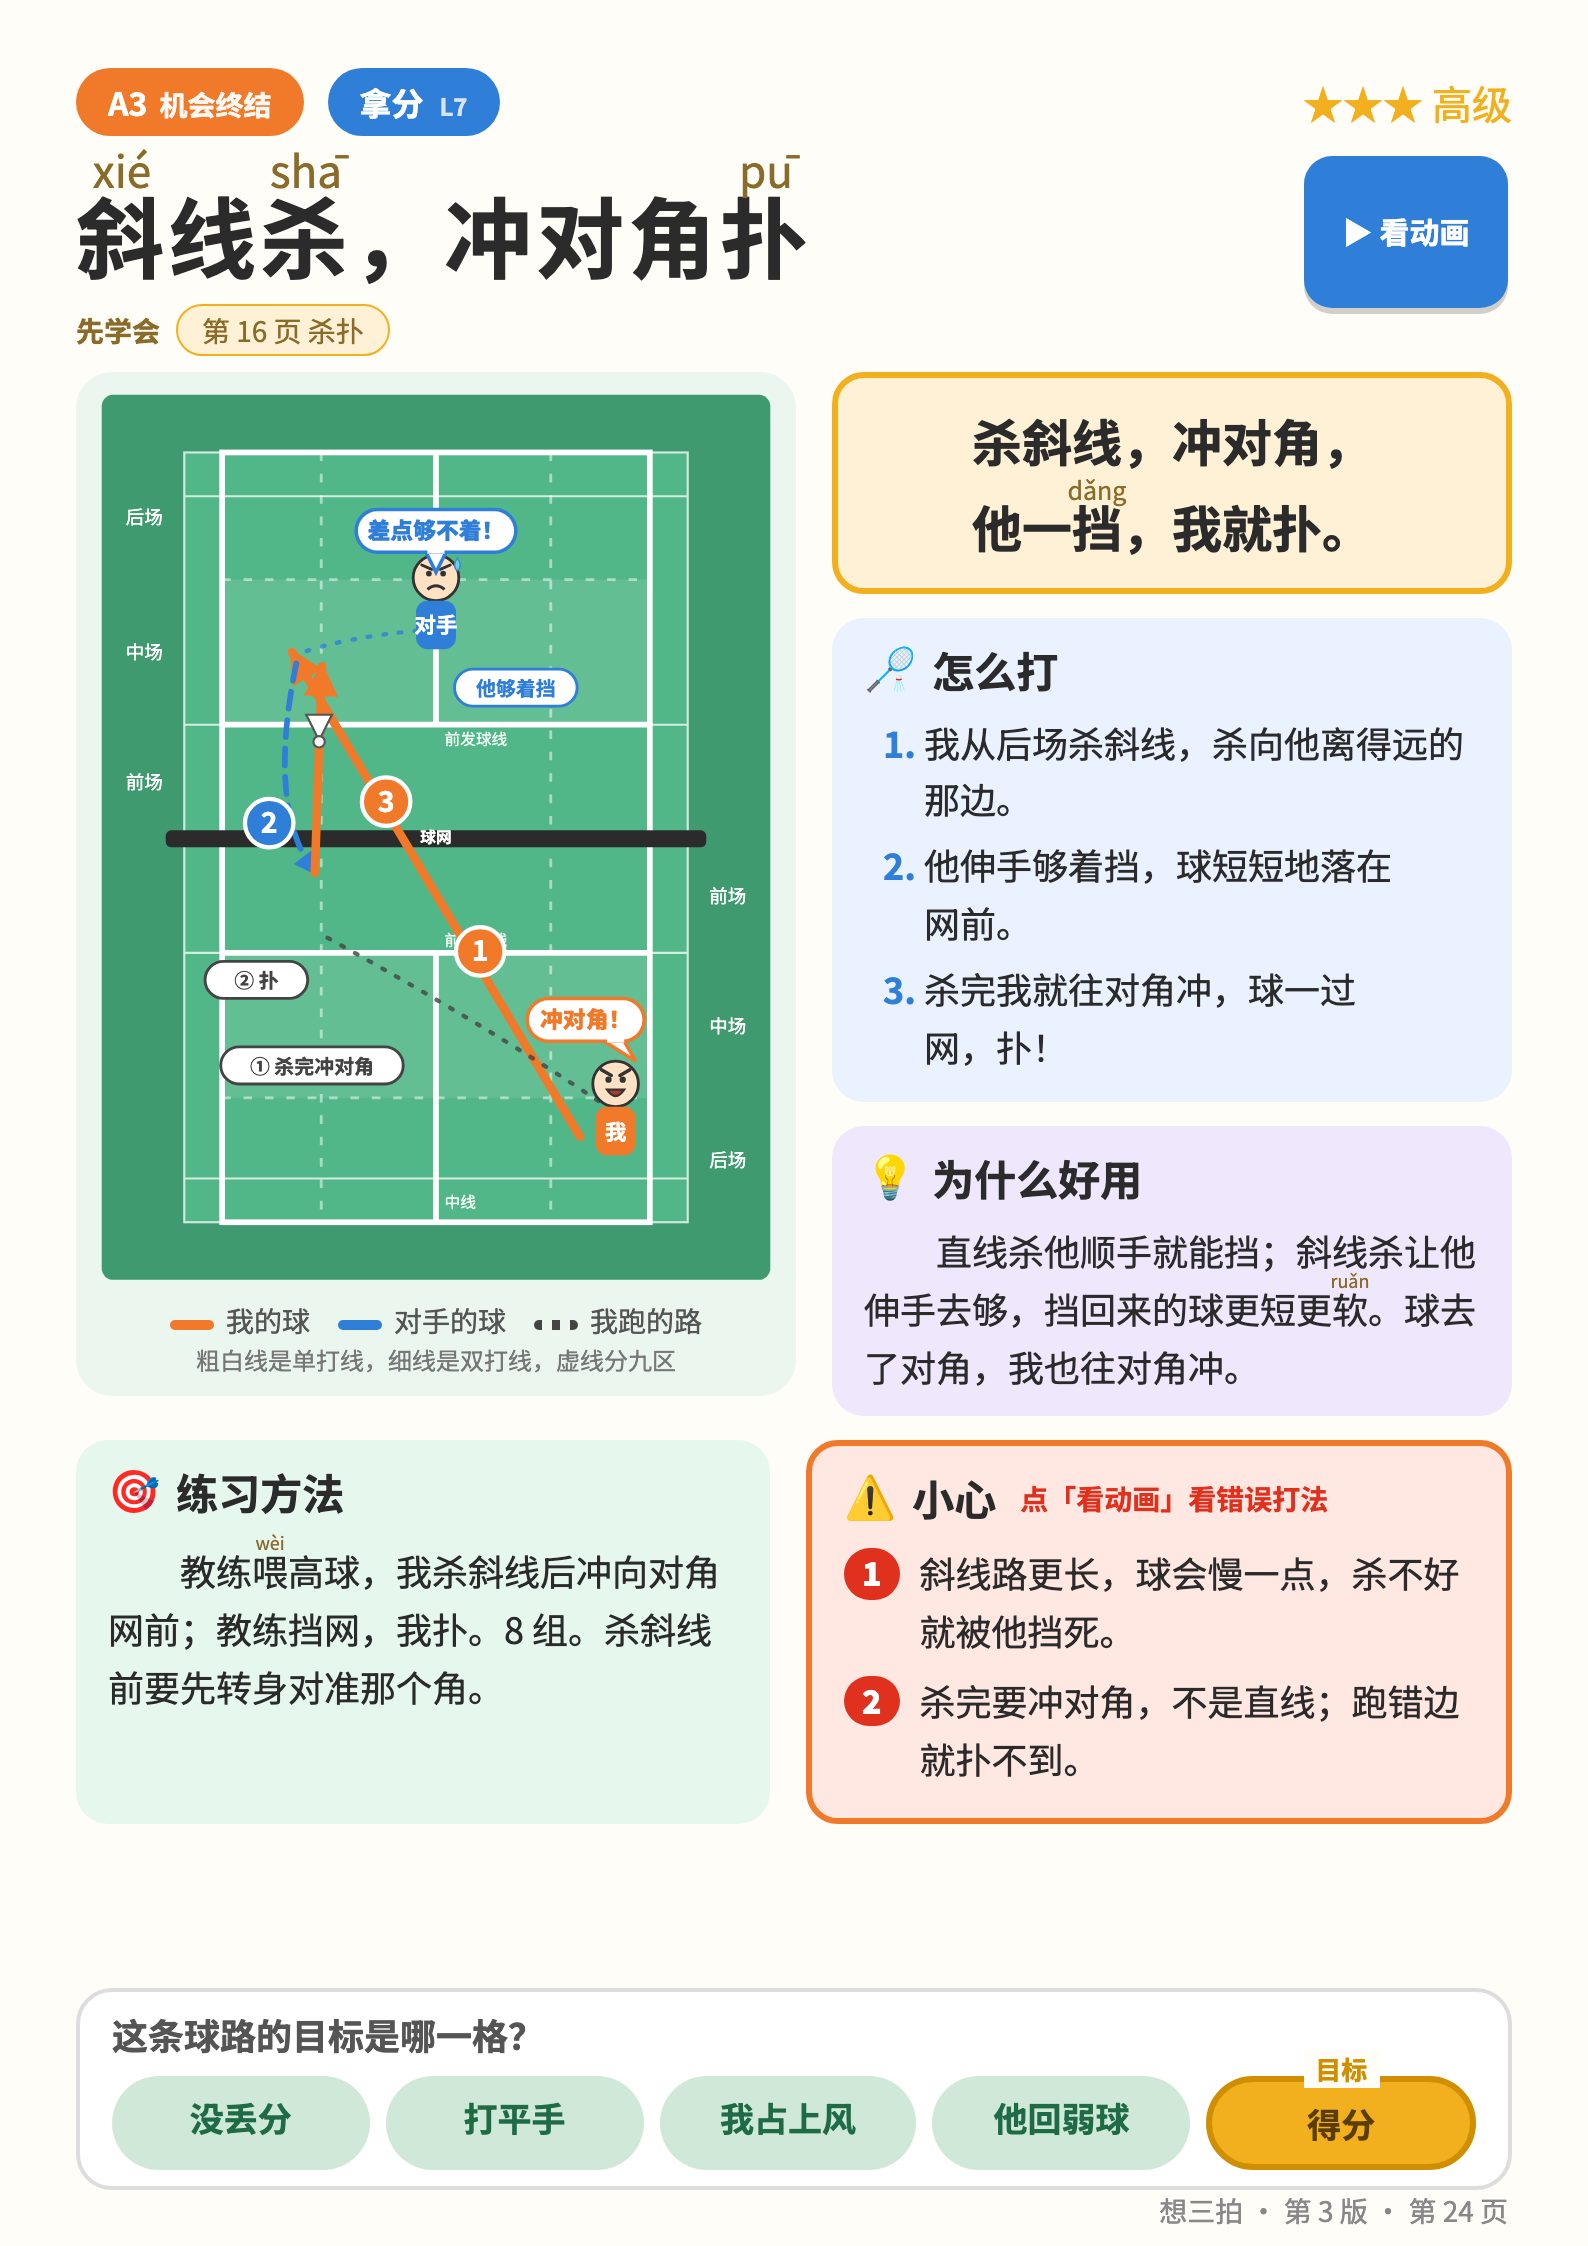 A3 机会终结
拿分 L7
★★★ 高级
xié shā pū
斜线杀，冲对角扑
▶ 看动画
先学会 第 16 页 杀扑
后场
差点够不着！
对手
中场
他够着挡
前发球线
前场
3
2
球网
前场
1
② 扑
冲对角！
中场
① 杀完冲对角
我
后场
中线
我的球 对手的球 我跑的路
粗白线是单打线，细线是双打线，虚线分九区
杀斜线，冲对角，
dǎng
他一挡，我就扑。
怎么打
1. 我从后场杀斜线，杀向他离得远的
那边。
2. 他伸手够着挡，球短短地落在
网前。
3. 杀完我就往对角冲，球一过
网，扑！
为什么好用
直线杀他顺手就能挡；斜线杀让他
ruǎn
伸手去够，挡回来的球更短更软。球去
了对角，我也往对角冲。
练习方法
wèi
教练喂高球，我杀斜线后冲向对角
网前；教练挡网，我扑。8 组。杀斜线
前要先转身对准那个角。
小心 点「看动画」看错误打法
1 斜线路更长，球会慢一点，杀不好
就被他挡死。
2 杀完要冲对角，不是直线；跑错边
就扑不到。
这条球路的目标是哪一格？
目标
没丢分 打平手 我占上风 他回弱球 得分
想三拍 · 第 3 版 · 第 24 页